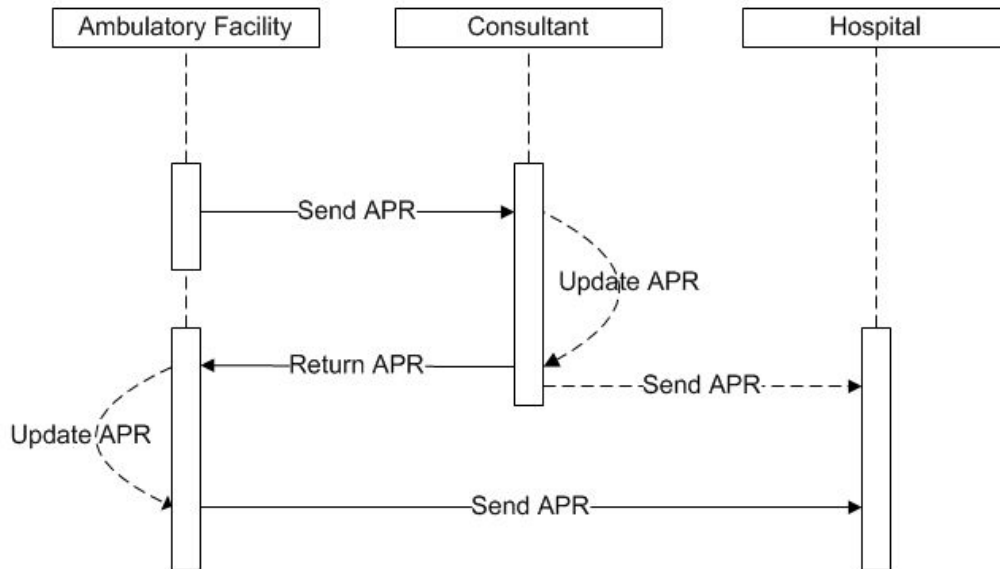 Ambulatory Facility
Consultant
Hospital
Send APR
Update APR
Return APR
Send APR
Update APR
Send APR